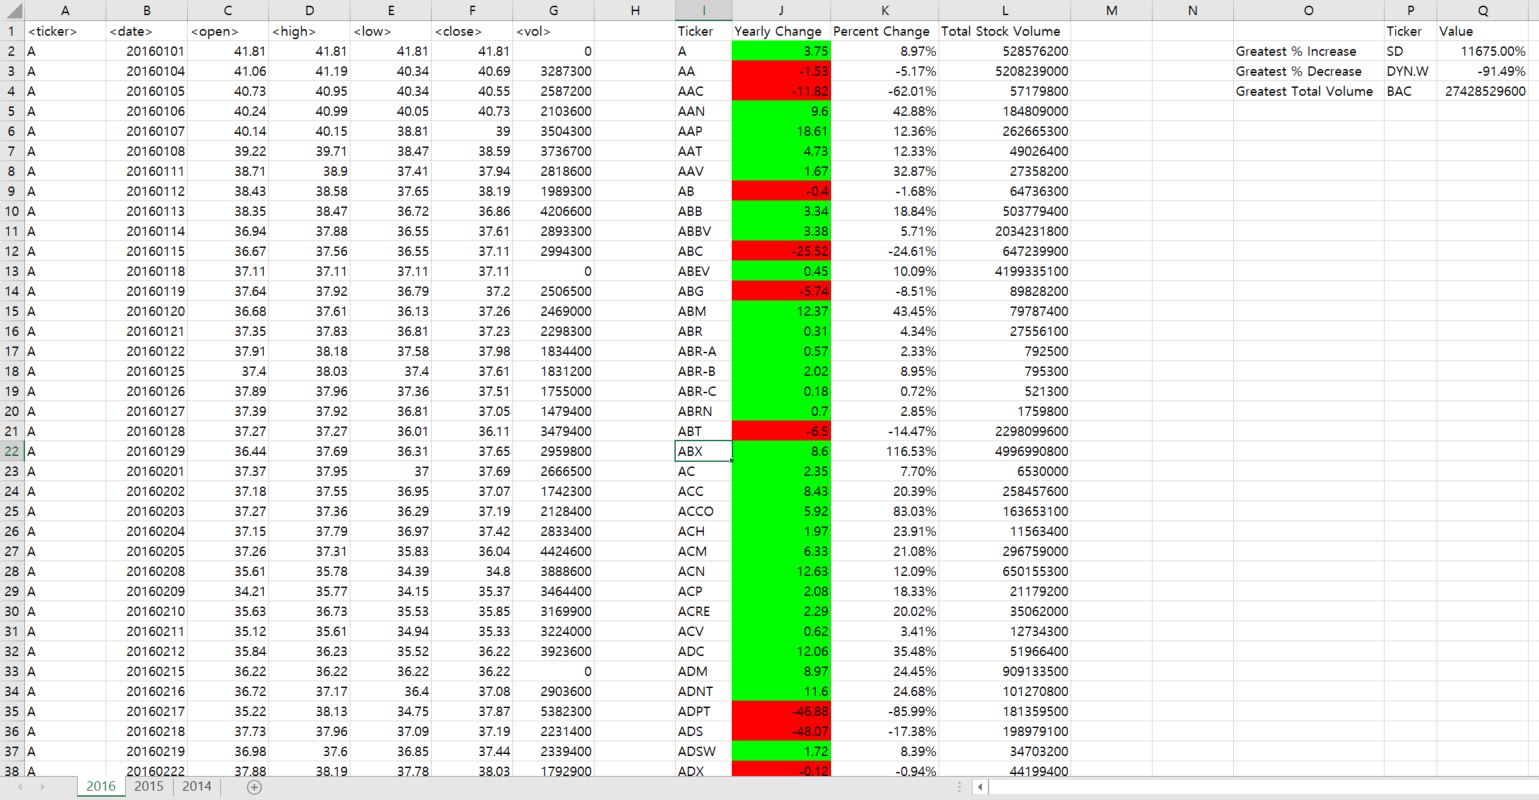 A B C D E F G H I J K L M N O P Q
1 <ticker> <date> <open> <high> <low> <close> <vol> Ticker Yearly Change Percent Change Total Stock Volume Ticker Value
2 A 20160101 41.81 41.81 41.81 41.81 0 A 3.75 8.97% 528576200 Greatest % Increase SD 11675.00%
3 A 20160104 41.06 41.19 40.34 40.69 3287300 AA -1.53 -5.17% 5208239000 Greatest % Decrease DYN.W -91.49%
4 A 20160105 40.73 40.95 40.34 40.55 2587200 AAC -11.82 -62.01% 57179800 Greatest Total Volume BAC 27428529600
5 A 20160106 40.24 40.99 40.05 40.73 2103600 AAN 9.6 42.88% 184809000
6 A 20160107 40.14 40.15 38.81 39 3504300 AAP 18.61 12.36% 262665300
7 A 20160108 39.22 39.71 38.47 38.59 3736700 AAT 4.73 12.33% 49026400
8 A 20160111 38.71 38.9 37.41 37.94 2818600 AAV 1.67 32.87% 27358200
9 A 20160112 38.43 38.58 37.65 38.19 1989300 AB -0.4 -1.68% 64736300
10 A 20160113 38.35 38.47 36.72 36.86 4206600 ABB 3.34 18.84% 503779400
11 A 20160114 36.94 37.88 36.55 37.61 2893300 ABBV 3.38 5.71% 2034231800
12 A 20160115 36.67 37.56 36.55 37.11 2994300 ABC -25.52 -24.61% 647239900
13 A 20160118 37.11 37.11 37.11 37.11 0 ABEV 0.45 10.09% 4199335100
14 A 20160119 37.64 37.92 36.79 37.2 2506500 ABG -5.74 -8.51% 89828200
15 A 20160120 36.68 37.61 36.13 37.26 2469000 ABM 12.37 43.45% 79787400
16 A 20160121 37.35 37.83 36.81 37.23 2298300 ABR 0.31 4.34% 27556100
17 A 20160122 37.91 38.18 37.58 37.98 1834400 ABR-A 0.57 2.33% 792500
18 A 20160125 37.4 38.03 37.4 37.61 1831200 ABR-B 2.02 8.95% 795300
19 A 20160126 37.89 37.96 37.36 37.51 1755000 ABR-C 0.18 0.72% 521300
20 A 20160127 37.39 37.92 36.81 37.05 1479400 ABRN 0.7 2.85% 1759800
21 A 20160128 37.27 37.27 36.01 36.11 3479400 ABT -6.5 -14.47% 2298099600
22 A 20160129 36.44 37.69 36.31 37.65 2959800 ABX 8.6 116.53% 4996990800
23 A 20160201 37.37 37.95 37 37.69 2666500 AC 2.35 7.70% 6530000
24 A 20160202 37.18 37.55 36.95 37.07 1742300 ACC 8.43 20.39% 258457600
25 A 20160203 37.27 37.36 36.29 37.19 2128400 ACCO 5.92 83.03% 163653100
26 A 20160204 37.15 37.79 36.97 37.42 2833400 ACH 1.97 23.91% 11563400
27 A 20160205 37.26 37.31 35.83 36.04 4424600 ACM 6.33 21.08% 296759000
28 A 20160208 35.61 35.78 34.39 34.8 3888600 ACN 12.63 12.09% 650155300
29 A 20160209 34.21 35.77 34.15 35.37 3464400 ACP 2.08 18.33% 21179200
30 A 20160210 35.63 36.73 35.53 35.85 3169900 ACRE 2.29 20.02% 35062000
31 A 20160211 35.12 35.61 34.94 35.33 3224000 ACV 0.62 3.41% 12734300
32 A 20160212 35.84 36.23 35.52 36.22 3923600 ADC 12.06 35.48% 51966400
33 A 20160215 36.22 36.22 36.22 36.22 0 ADM 8.97 24.45% 909133500
34 A 20160216 36.72 37.17 36.4 37.08 2903600 ADNT 11.6 24.68% 101270800
35 A 20160217 35.22 38.13 34.75 37.87 5382300 ADPT -46.88 -85.99% 181359500
36 A 20160218 37.73 37.96 37.09 37.19 2231400 ADS -48.07 -17.38% 198979100
37 A 20160219 36.98 37.6 36.85 37.44 2339400 ADSW 1.72 8.39% 34703200
38 A 20160222 37.88 38.19 37.78 38.03 1792900 ADX -0.12 -0.94% 44199400
2016 2015 2014